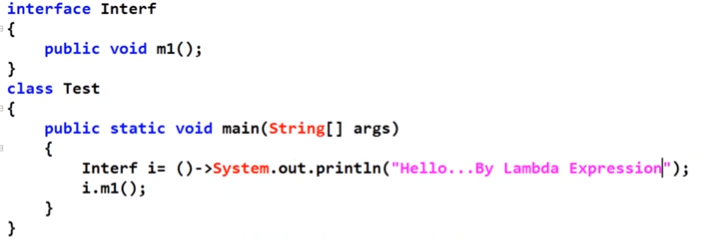 interface Interf
{
    public void m1();
}
class Test
{
    public static void main(String[] args)
    {
        Interf i= ()->System.out.println("Hello...By Lambda Expression");
        i.m1();
    }
}